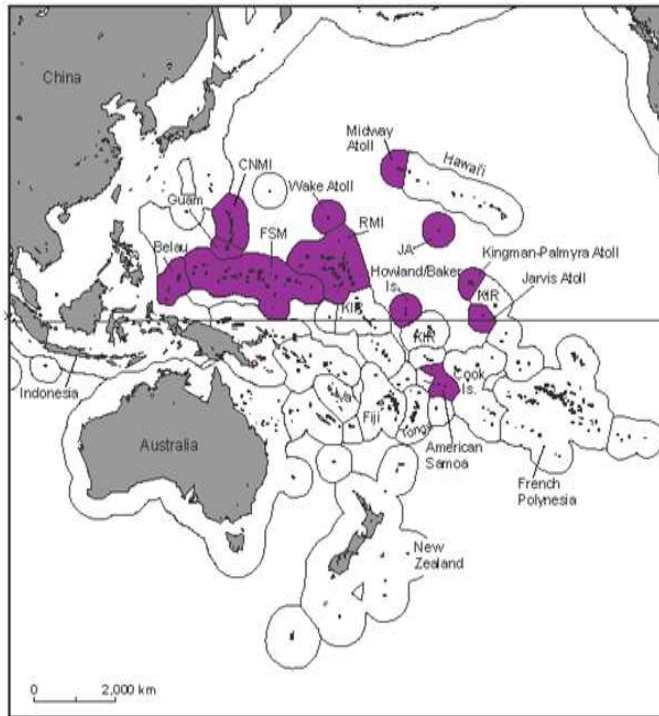 China
Midway
Atoll
Hawai'i
CNMI
Wake Atoll
Guam
FSM
RMI
Belau
JA
Kingman-Palmyra Atoll
Howland/Baker
Is.
Jarvis Atoll
KIR
KIR
KIR
Indonesia
Cook
Is.
Va
Fiji
Tong
American
Samoa
Australia
French
Polynesia
New
Zealand
0
2,000 km